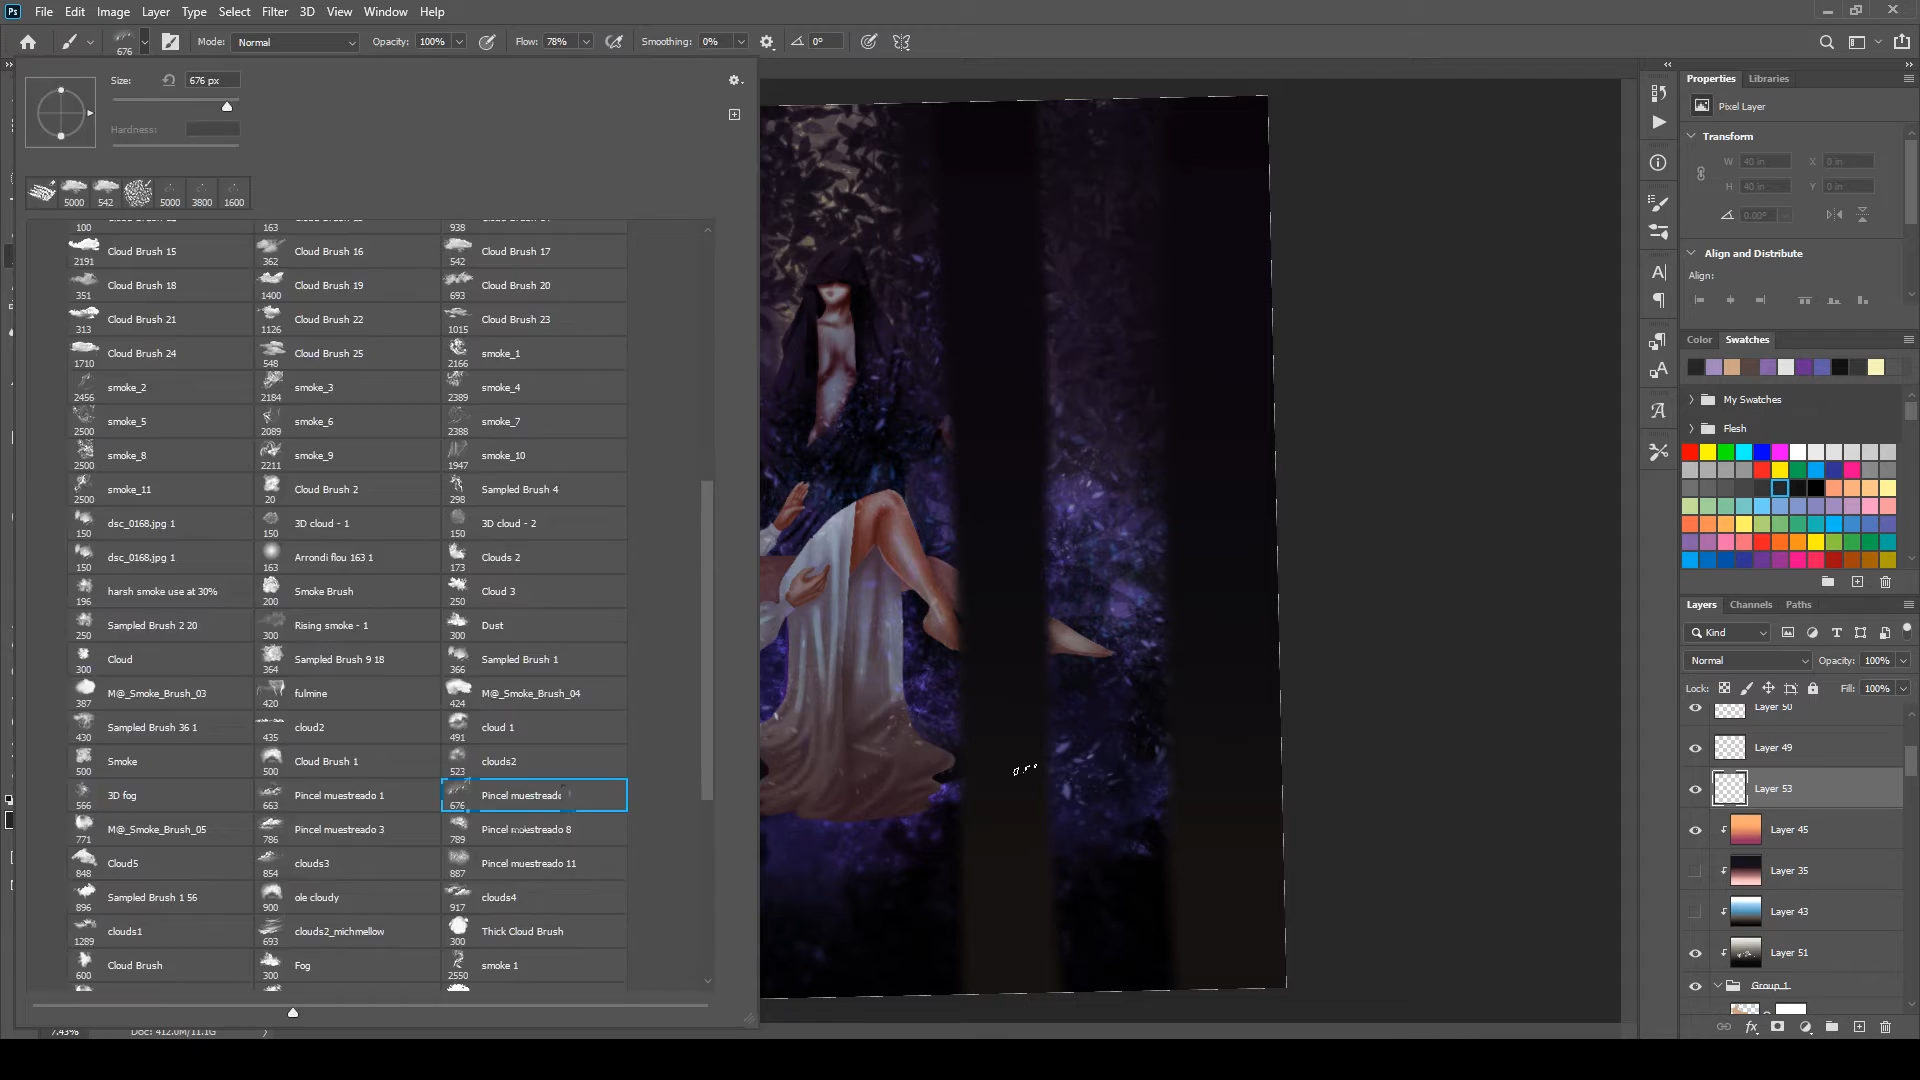 Ps File Edit Image Layer Type Select Filter 3D View Window Help
676 Mode: Normal Opacity: 100% Flow: 78% Smoothing: 0% 0°
Size: 676 px
Hardness:
5000 542 5000 3800 1600
100 163 938
Cloud Brush 15 Cloud Brush 16 Cloud Brush 17
2191 362 542
Cloud Brush 18 Cloud Brush 19 Cloud Brush 20
351 1400 693
Cloud Brush 21 Cloud Brush 22 Cloud Brush 23
313 1126 1015
Cloud Brush 24 Cloud Brush 25 smoke_1
1710 548 2166
smoke_2 smoke_3 smoke_4
2456 2184 2389
smoke_5 smoke_6 smoke_7
2500 2089 2388
smoke_8 smoke_9 smoke_10
2500 2211 1947
smoke_11 Cloud Brush 2 Sampled Brush 4
2500 20 298
dsc_0168.jpg 1 3D cloud - 1 3D cloud - 2
150 150 150
dsc_0168.jpg 1 Arrondi flou 163 1 Clouds 2
150 163 173
harsh smoke use at 30% Smoke Brush Cloud 3
196 200 250
Sampled Brush 2 20 Rising smoke - 1 Dust
250 300 300
Cloud Sampled Brush 9 18 Sampled Brush 1
300 364 366
M@_Smoke_Brush_03 fulmine M@_Smoke_Brush_04
387 420 424
Sampled Brush 36 1 cloud2 cloud 1
430 435 491
Smoke Cloud Brush 1 clouds2
500 500 523
3D fog Pincel muestreado 1 Pincel muestreado
566 663 676
M@_Smoke_Brush_05 Pincel muestreado 3 Pincel muestreado 8
771 786 789
Cloud5 clouds3 Pincel muestreado 11
848 854 887
Sampled Brush 1 56 ole cloudy clouds4
896 900 917
clouds1 clouds2_michmellow Thick Cloud Brush
1289 693 300
Cloud Brush Fog smoke 1
600 300 2550
7.43% Doc: 412.0M/11.1G
Properties Libraries
Pixel Layer
Transform
W 40 in X 0 in
H 40 in Y 0 in
0.00°
Align and Distribute
Align:
Color Swatches
My Swatches
Flesh
Layers Channels Paths
Kind
Normal Opacity: 100%
Lock: Fill: 100%
Layer 50
Layer 49
Layer 53
Layer 45
Layer 35
Layer 43
Layer 51
Group 1
fx